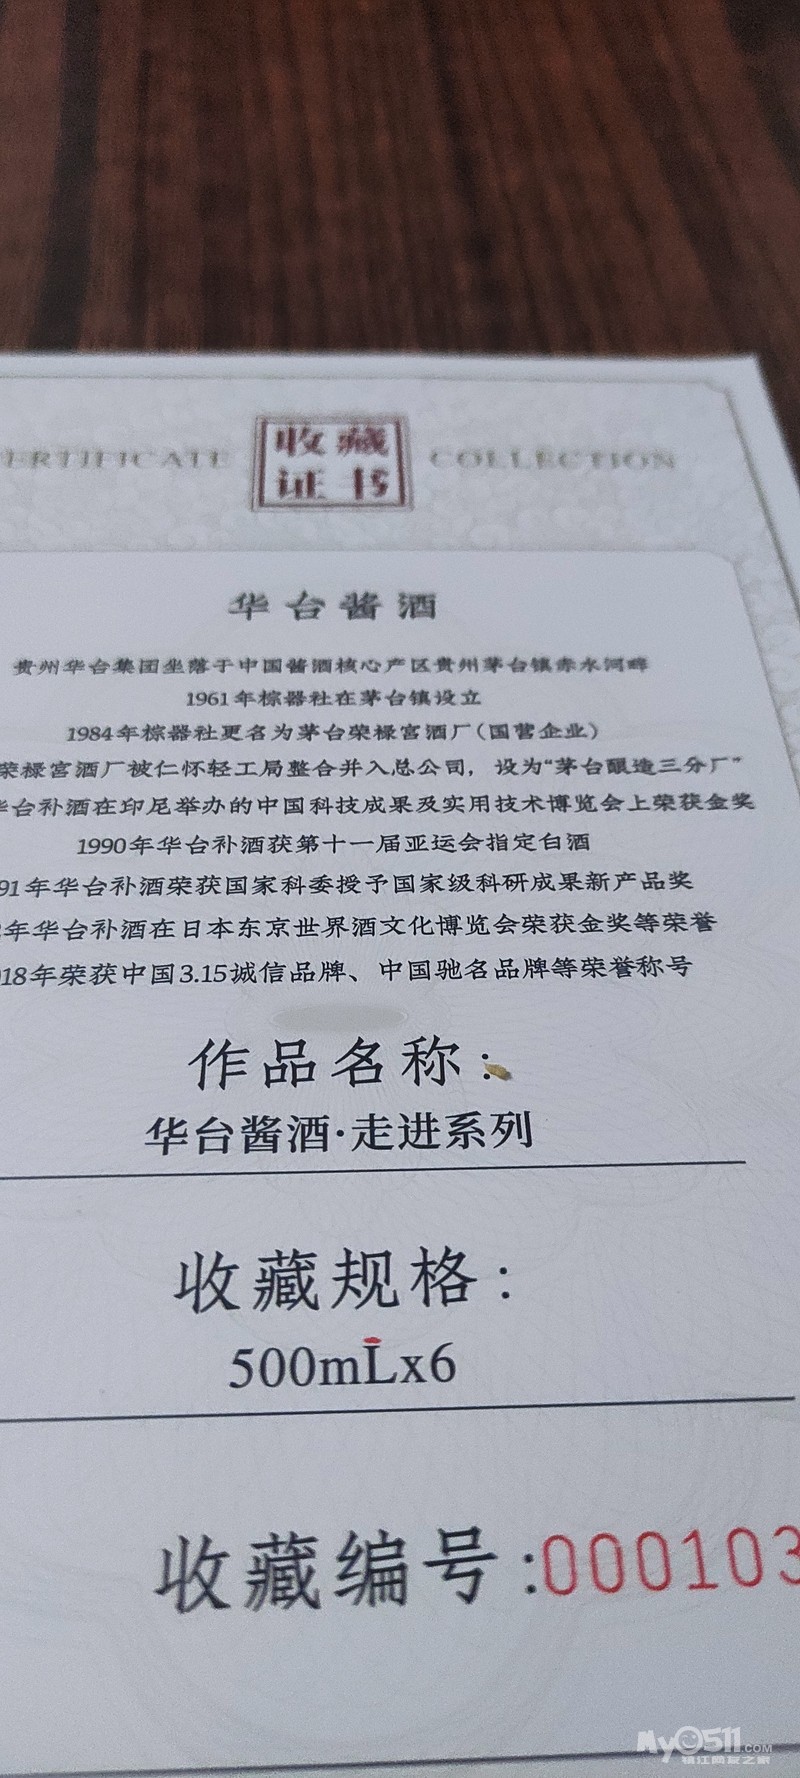 ERTIFICATE 收藏证书 COLLECTION
华台酱酒
贵州华台集团坐落于中国酱酒核心产区贵州茅台镇赤水河畔
1961年棕器社在茅台镇设立
1984年棕器社更名为茅台荣禄宫酒厂(国营企业)
荣禄宫酒厂被仁怀轻工局整合并入总公司，设为“茅台酿造三分厂”
华台补酒在印尼举办的中国科技成果及实用技术博览会上荣获金奖
1990年华台补酒获第十一届亚运会指定白酒
91年华台补酒荣获国家科委授予国家级科研成果新产品奖
年华台补酒在日本东京世界酒文化博览会荣获金奖等荣誉
18年荣获中国3.15诚信品牌、中国驰名品牌等荣誉称号
作品名称:
华台酱酒·走进系列
收藏规格:
500mLx6
收藏编号:000103
My0511.COM
镇江网友之家